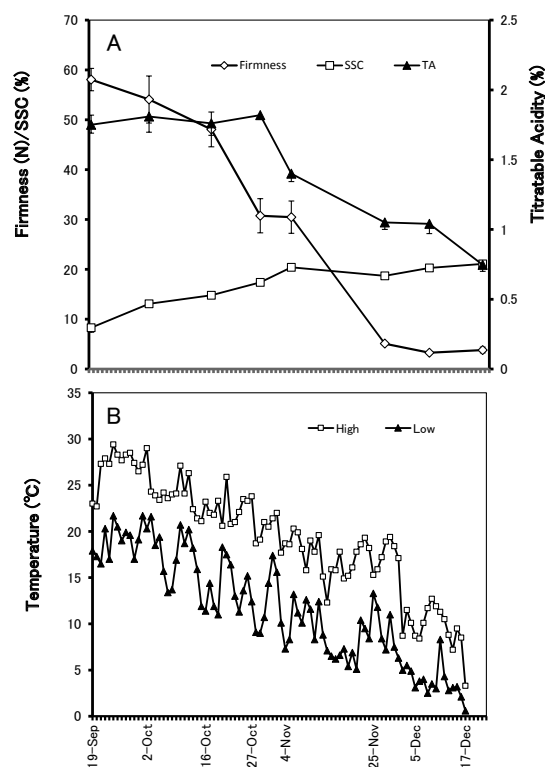 A
Firmness SSC TA
Firmness (N)/SSC (%)
70
60
50
40
30
20
10
0
2.5
2
1.5
1
0.5
0
Titratable Acidity (%)
B
High Low
Temperature (°C)
35
30
25
20
15
10
5
0
19-Sep
2-Oct
16-Oct
27-Oct
4-Nov
25-Nov
5-Dec
17-Dec